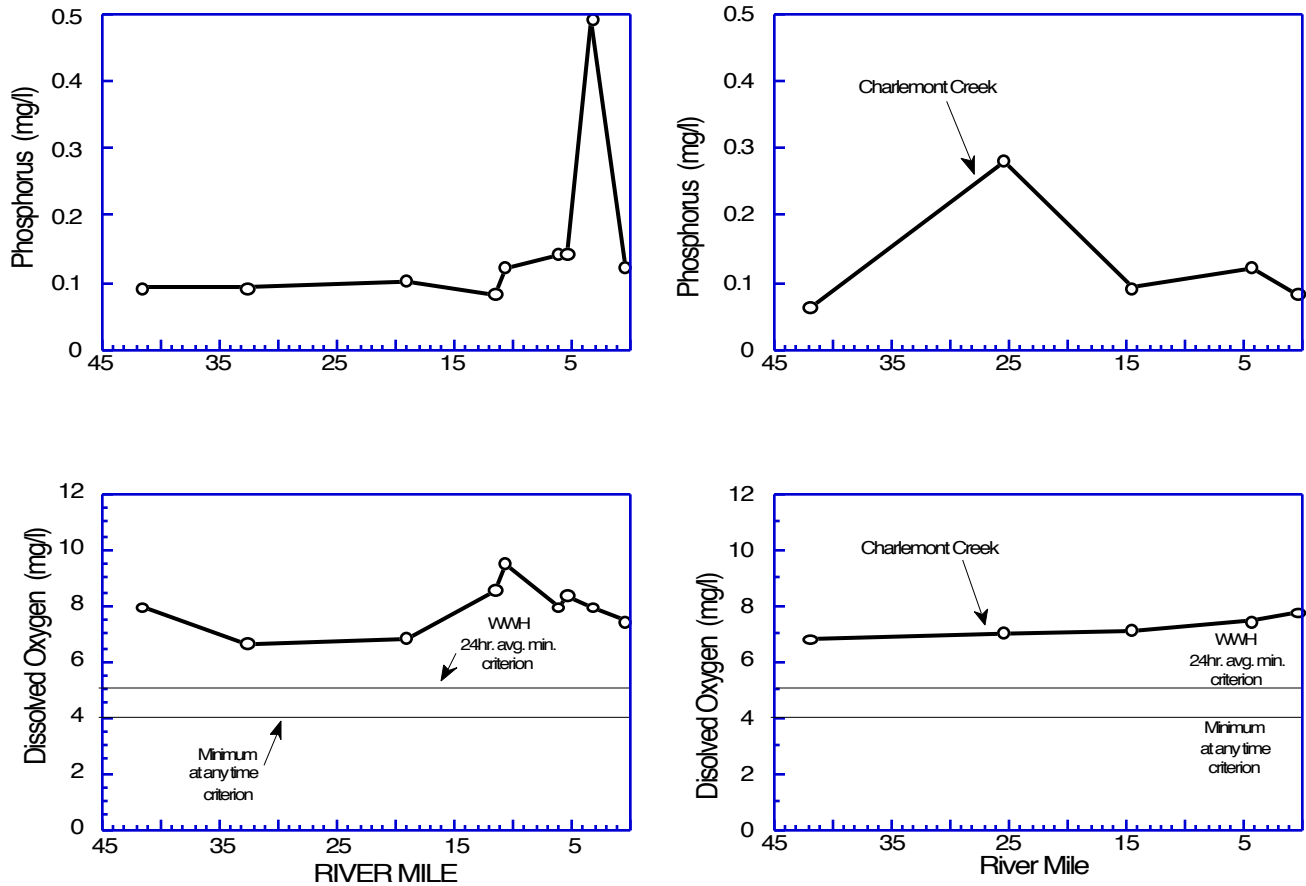 Phosphorus (mg/l)
0.5
0.4
0.3
0.2
0.1
0
45
35
25
15
5
Phosphorus (mg/l)
0.5
0.4
0.3
0.2
0.1
0
Charlemont Creek
45
35
25
15
5
Dissolved Oxygen (mg/l)
12
10
8
6
4
2
0
WWH
24hr. avg. min.
criterion
Minimum
at any time
criterion
45
35
25
15
5
RIVER MILE
Disolved Oxygen (mg/l)
12
10
8
6
4
2
0
Charlemont Creek
WWH
24hr. avg. min.
criterion
Minimum
at any time
criterion
45
35
25
15
5
River Mile